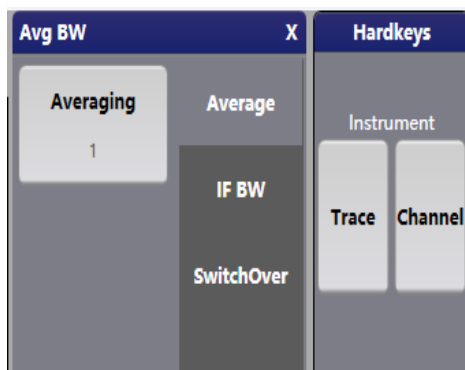 Avg BW X
Averaging
1
Average
IF BW
SwitchOver
Hardkeys
Instrument
Trace Channel